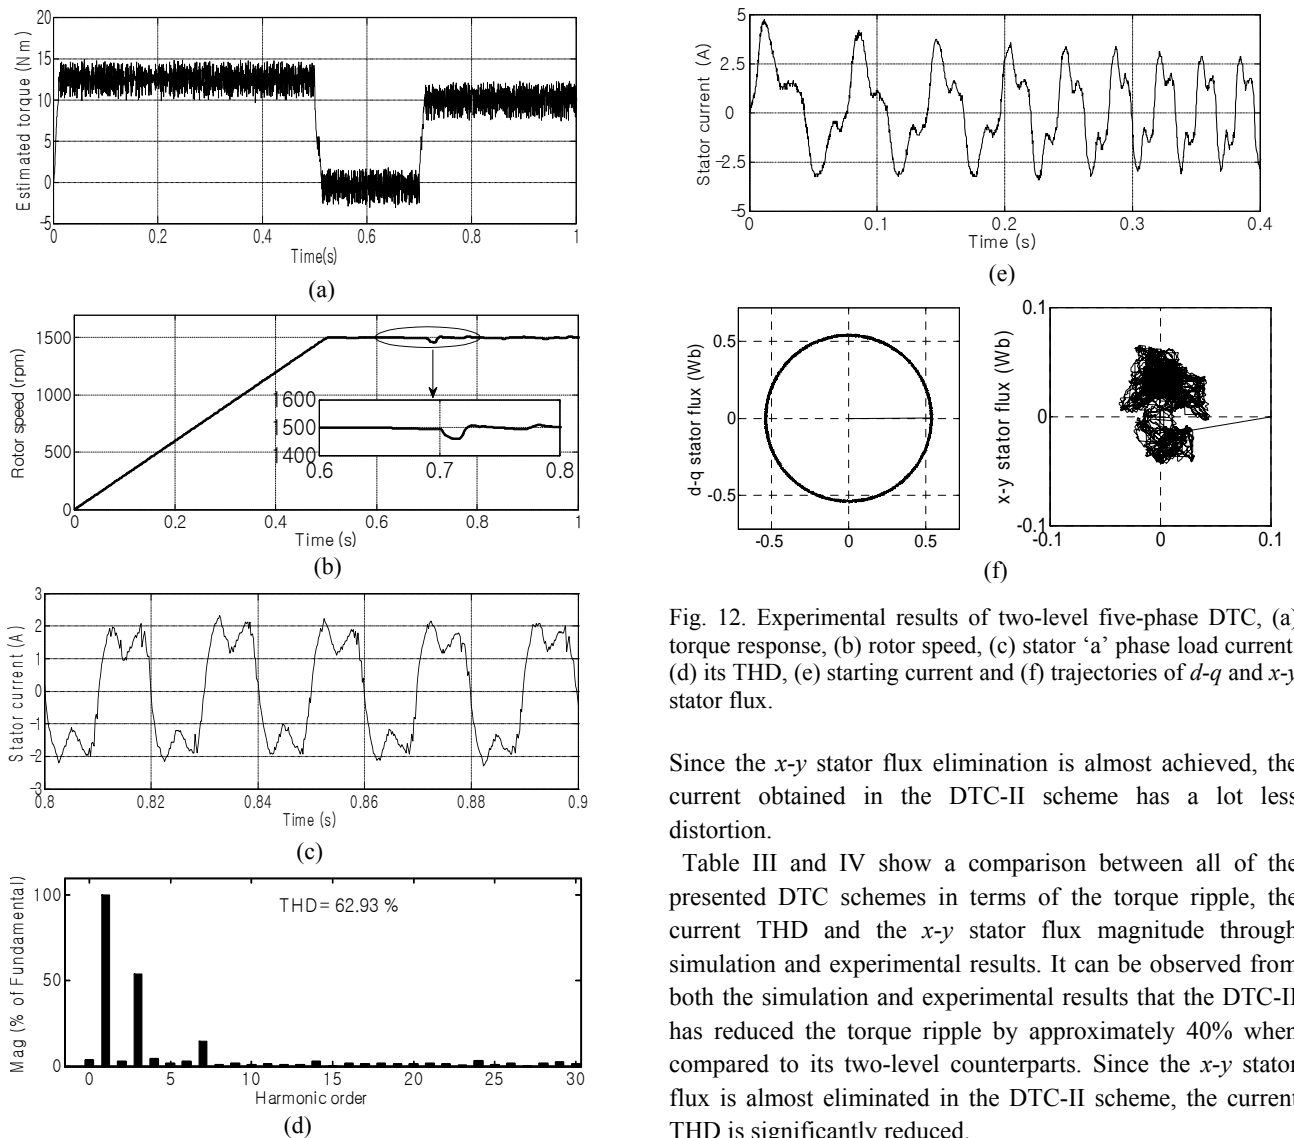 20
15
10
5
0
−5
Estimated torque (Nm)
0 0.2 0.4 0.6 0.8 1
Time(s)
(a)
1500
1000
500
0
Rotor speed (rpm)
1600
1500
1400
0.6 0.7 0.8
0 0.2 0.4 0.6 0.8 1
Time (s)
(b)
3
2
1
0
−1
−2
−3
Stator current (A)
0.8 0.82 0.84 0.86 0.88 0.9
Time (s)
(c)
100
50
0
Mag (% of Fundamental)
THD= 62.93 %
0 5 10 15 20 25 30
Harmonic order
(d)
5
2.5
0
−2.5
−5
Stator current (A)
0 0.1 0.2 0.3 0.4
Time (s)
(e)
0.5
0
-0.5
d-q stator flux (Wb)
-0.5 0 0.5
0.1
0
-0.1
x-y stator flux (Wb)
-0.1 0 0.1
(f)
Fig. 12. Experimental results of two-level five-phase DTC, (a)
torque response, (b) rotor speed, (c) stator ‘a’ phase load current
(d) its THD, (e) starting current and (f) trajectories of d-q and x-y
stator flux.
Since the x-y stator flux elimination is almost achieved, the
current obtained in the DTC-II scheme has a lot less
distortion.
Table III and IV show a comparison between all of the
presented DTC schemes in terms of the torque ripple, the
current THD and the x-y stator flux magnitude through
simulation and experimental results. It can be observed from
both the simulation and experimental results that the DTC-II
has reduced the torque ripple by approximately 40% when
compared to its two-level counterparts. Since the x-y stator
flux is almost eliminated in the DTC-II scheme, the current
THD is significantly reduced.